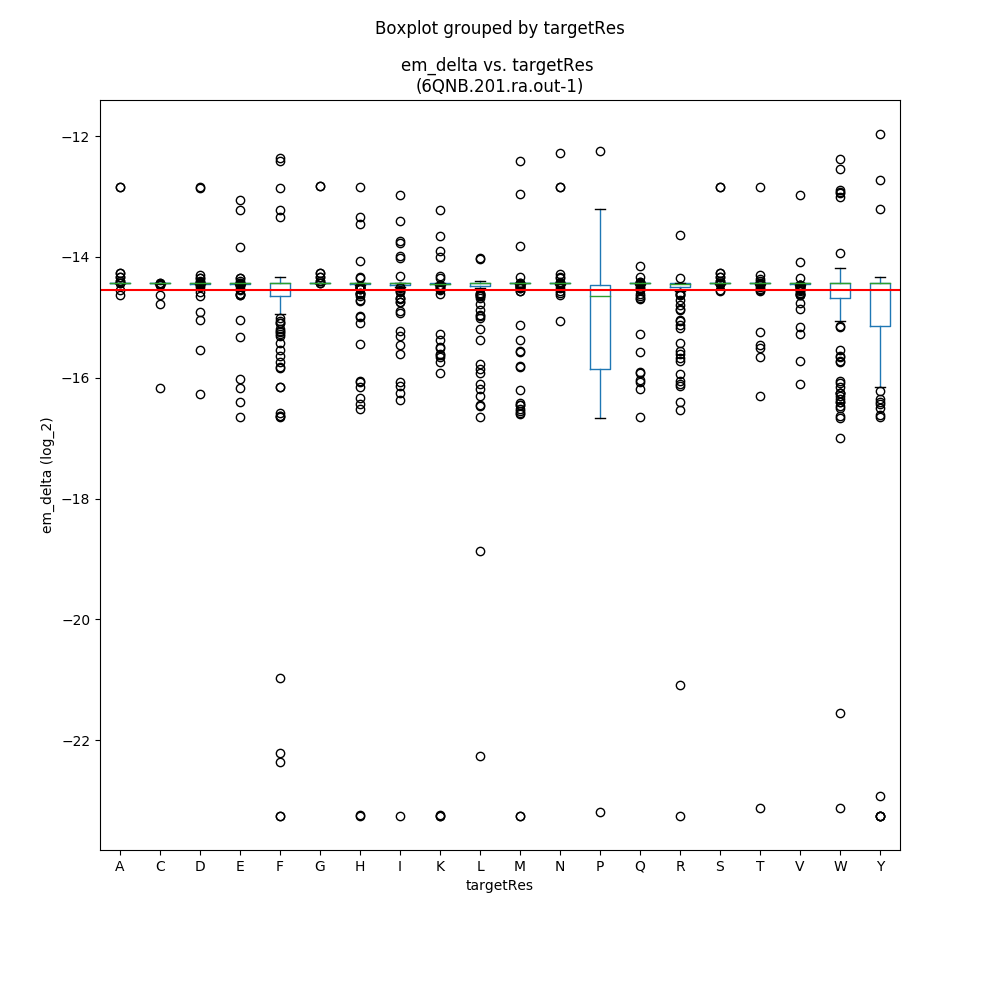 Boxplot grouped by targetRes
em_delta vs. targetRes
(6QNB.201.ra.out-1)
−12
−14
−16
−18
−20
−22
em_delta (log_2)
A C D E F G H I K L M N P Q R S T V W Y
targetRes